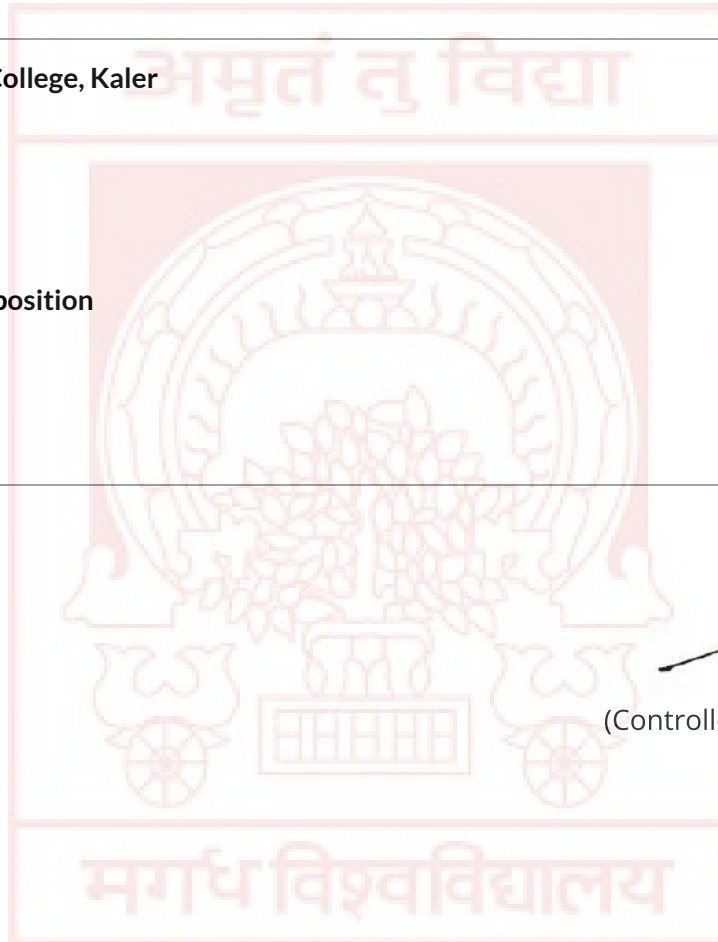 अमृतं तु विद्या
College, Kaler
position
(Controll
मगध विश्वविद्यालय